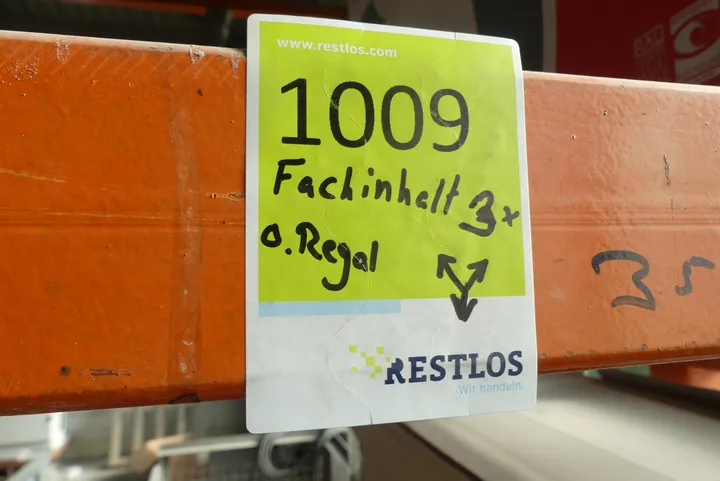 www.restlos.com
1009
Fachinhalt 3x
o. Regal
RESTLOS
Wir handeln.
35